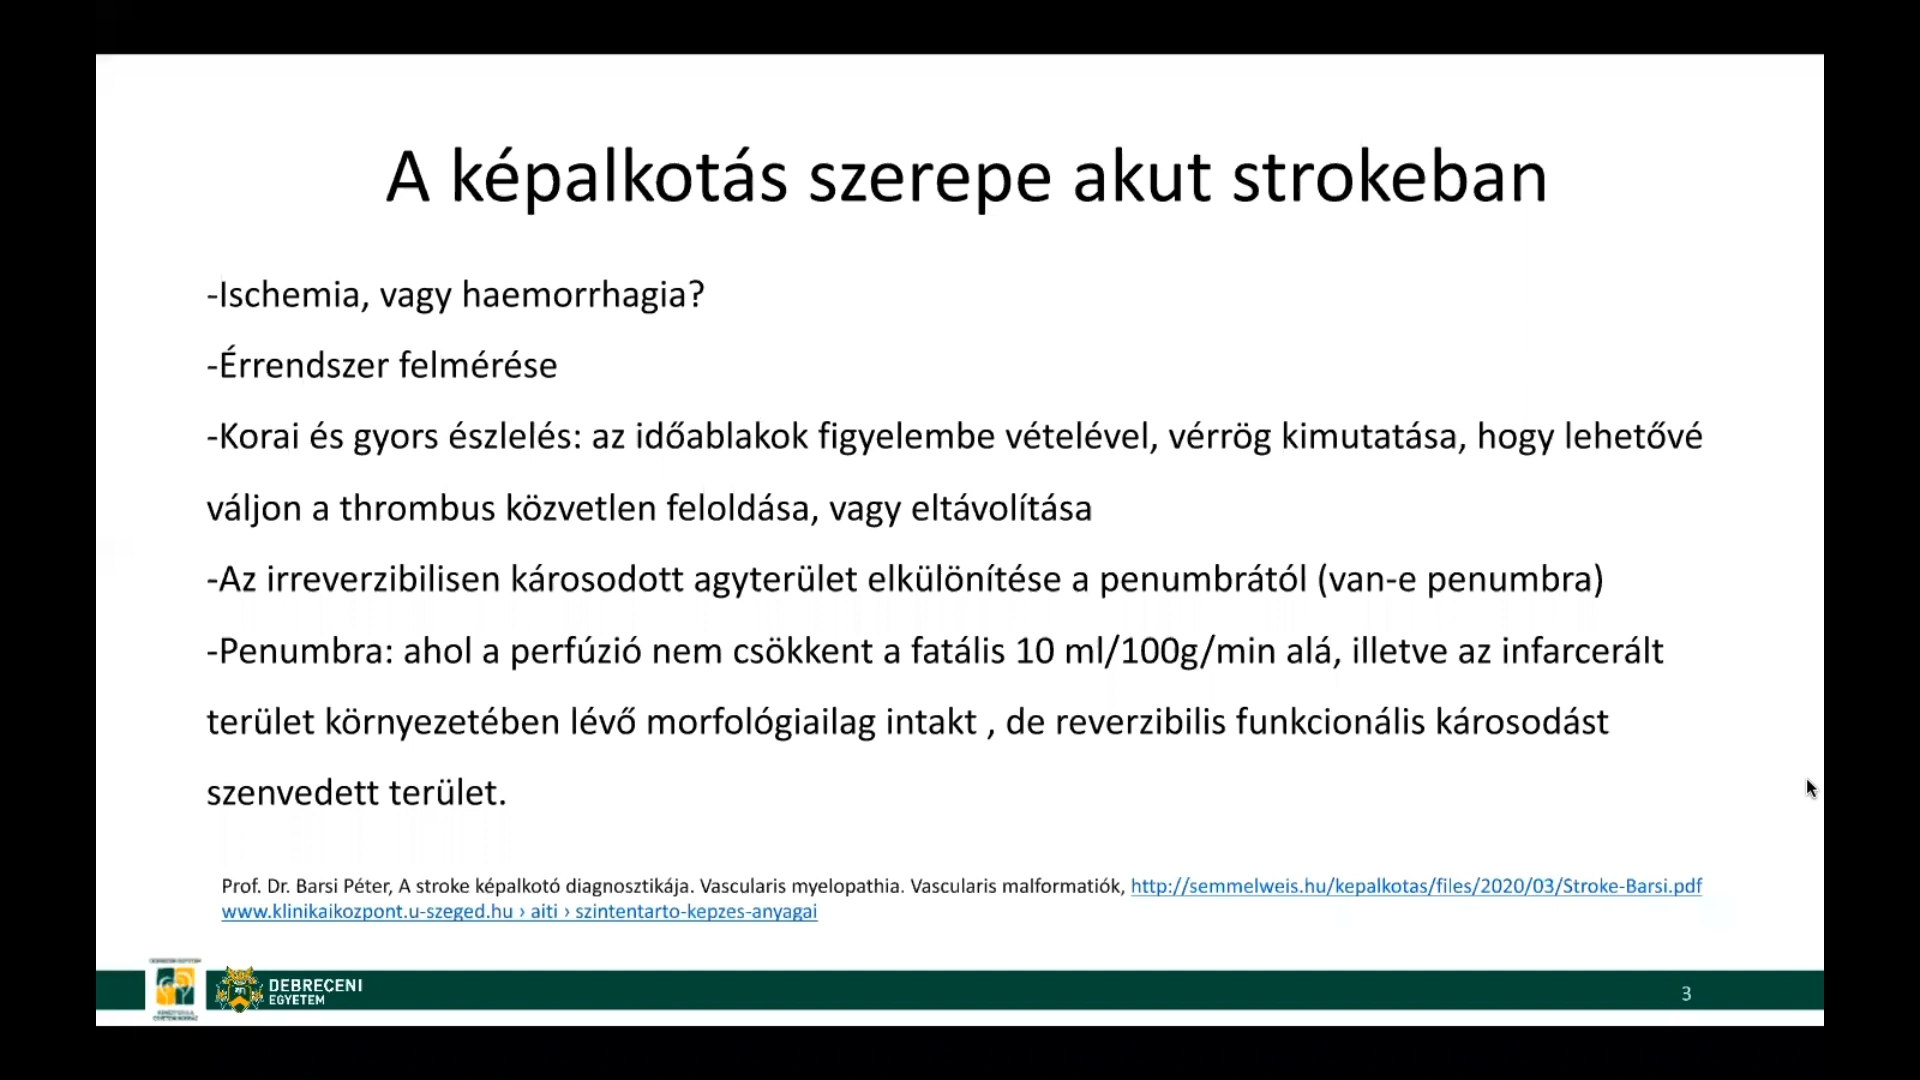 A képalkotás szerepe akut strokeban
-Ischemia, vagy haemorrhagia?
-Érrendszer felmérése
-Korai és gyors észlelés: az időablakok figyelembe vételével, vérrög kimutatása, hogy lehetővé
váljon a thrombus közvetlen feloldása, vagy eltávolítása
-Az irreverzibilisen károsodott agyterület elkülönítése a penumbrától (van-e penumbra)
-Penumbra: ahol a perfúzió nem csökkent a fatális 10 ml/100g/min alá, illetve az infarcerált
terület környezetében lévő morfológiailag intakt , de reverzibilis funkcionális károsodást
szenvedett terület.
Prof. Dr. Barsi Péter, A stroke képalkotó diagnosztikája. Vascularis myelopathia. Vascularis malformatiók, http://semmelweis.hu/kepalkotas/files/2020/03/Stroke-Barsi.pdf
www.klinikaikozpont.u-szeged.hu › aiti › szintentarto-kepzes-anyagai
DEBRECENI
EGYETEM
3